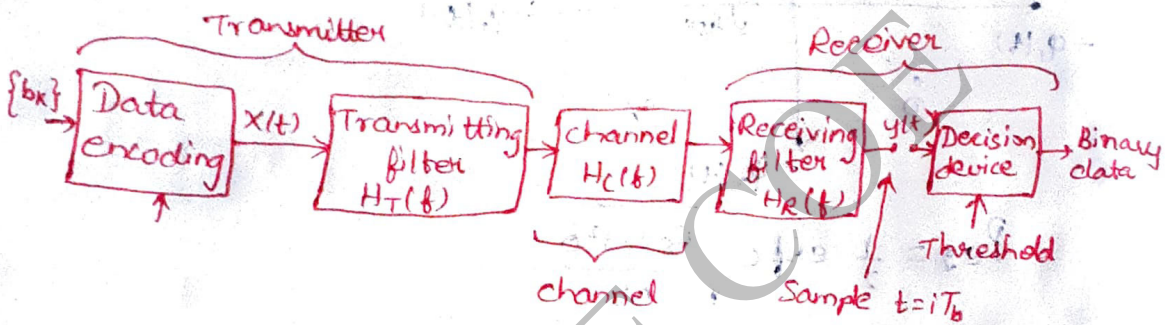 Transmitter
Receiver
{bk}
Data
encoding
x(t)
Transmitting
filter
HT(f)
channel
HC(f)
Receiving
filter
HR(f)
y(t)
Decision
device
Binary
data
Threshold
channel
Sample t=iTb
COE